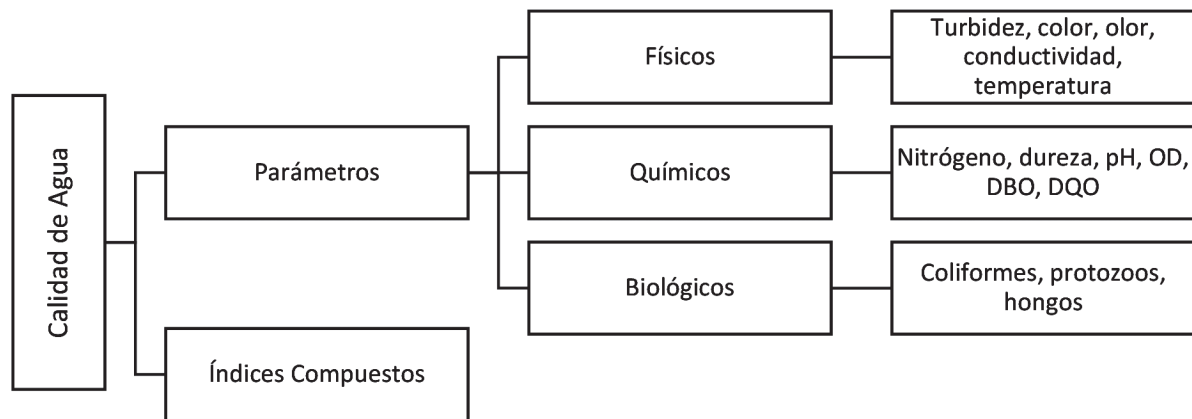 Calidad de Agua
Parámetros
Índices Compuestos
Físicos
Químicos
Biológicos
Turbidez, color, olor,
conductividad,
temperatura
Nitrógeno, dureza, pH, OD,
DBO, DQO
Coliformes, protozoos,
hongos